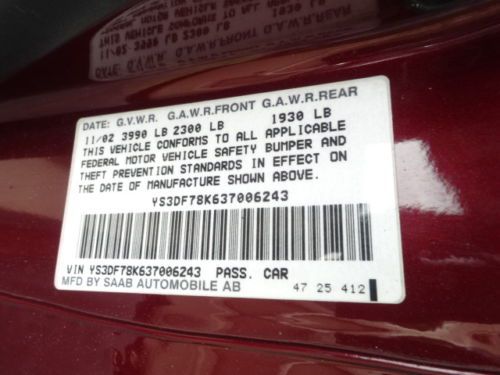 DATE: G.V.W.R. G.A.W.R.FRONT G.A.W.R.REAR
11/02 3990 LB 2300 LB 1930 LB
THIS VEHICLE CONFORMS TO ALL APPLICABLE
FEDERAL MOTOR VEHICLE SAFETY BUMPER AND
THEFT PREVENTION STANDARDS IN EFFECT ON
THE DATE OF MANUFACTURE SHOWN ABOVE.
YS3DF78K637006243
VIN YS3DF78K637006243 PASS. CAR
MFD BY SAAB AUTOMOBILE AB 47 25 412